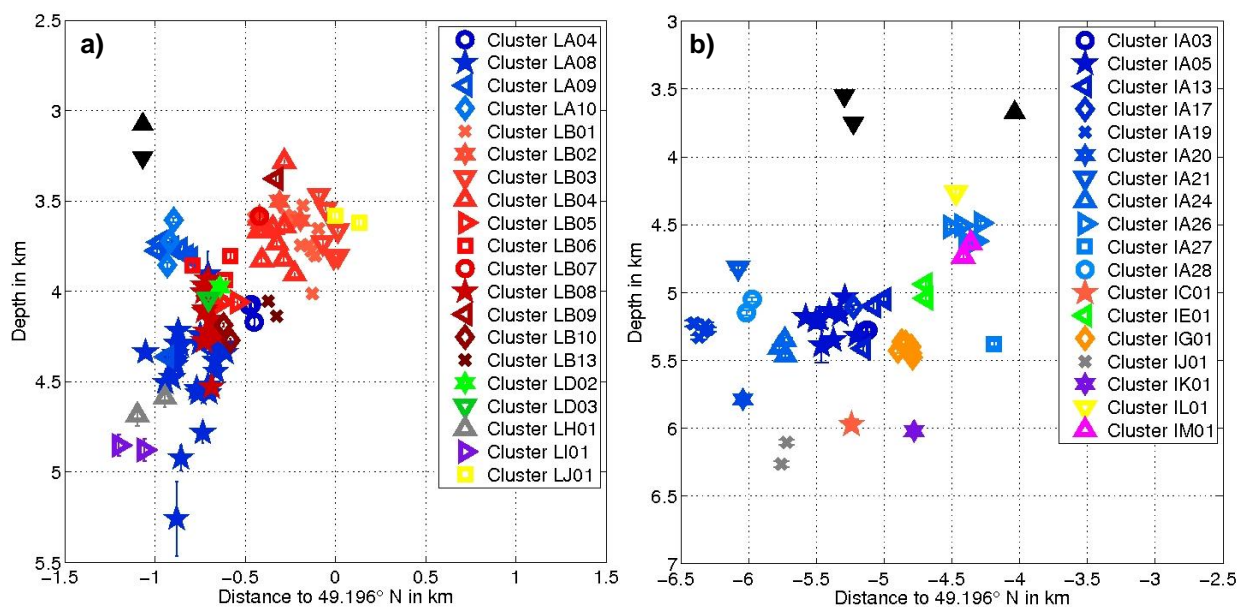 a)
2.5
3
3.5
4
4.5
5
5.5
Depth in km
−1.5
−1
−0.5
0
0.5
1
1.5
Distance to 49.196° N in km
Cluster LA04
Cluster LA08
Cluster LA09
Cluster LA10
Cluster LB01
Cluster LB02
Cluster LB03
Cluster LB04
Cluster LB05
Cluster LB06
Cluster LB07
Cluster LB08
Cluster LB09
Cluster LB10
Cluster LB13
Cluster LD02
Cluster LD03
Cluster LH01
Cluster LI01
Cluster LJ01
b)
3
3.5
4
4.5
5
5.5
6
6.5
7
Depth in km
−6.5
−6
−5.5
−5
−4.5
−4
−3.5
−3
−2.5
Distance to 49.196° N in km
Cluster IA03
Cluster IA05
Cluster IA13
Cluster IA17
Cluster IA19
Cluster IA20
Cluster IA21
Cluster IA24
Cluster IA26
Cluster IA27
Cluster IA28
Cluster IC01
Cluster IE01
Cluster IG01
Cluster IJ01
Cluster IK01
Cluster IL01
Cluster IM01